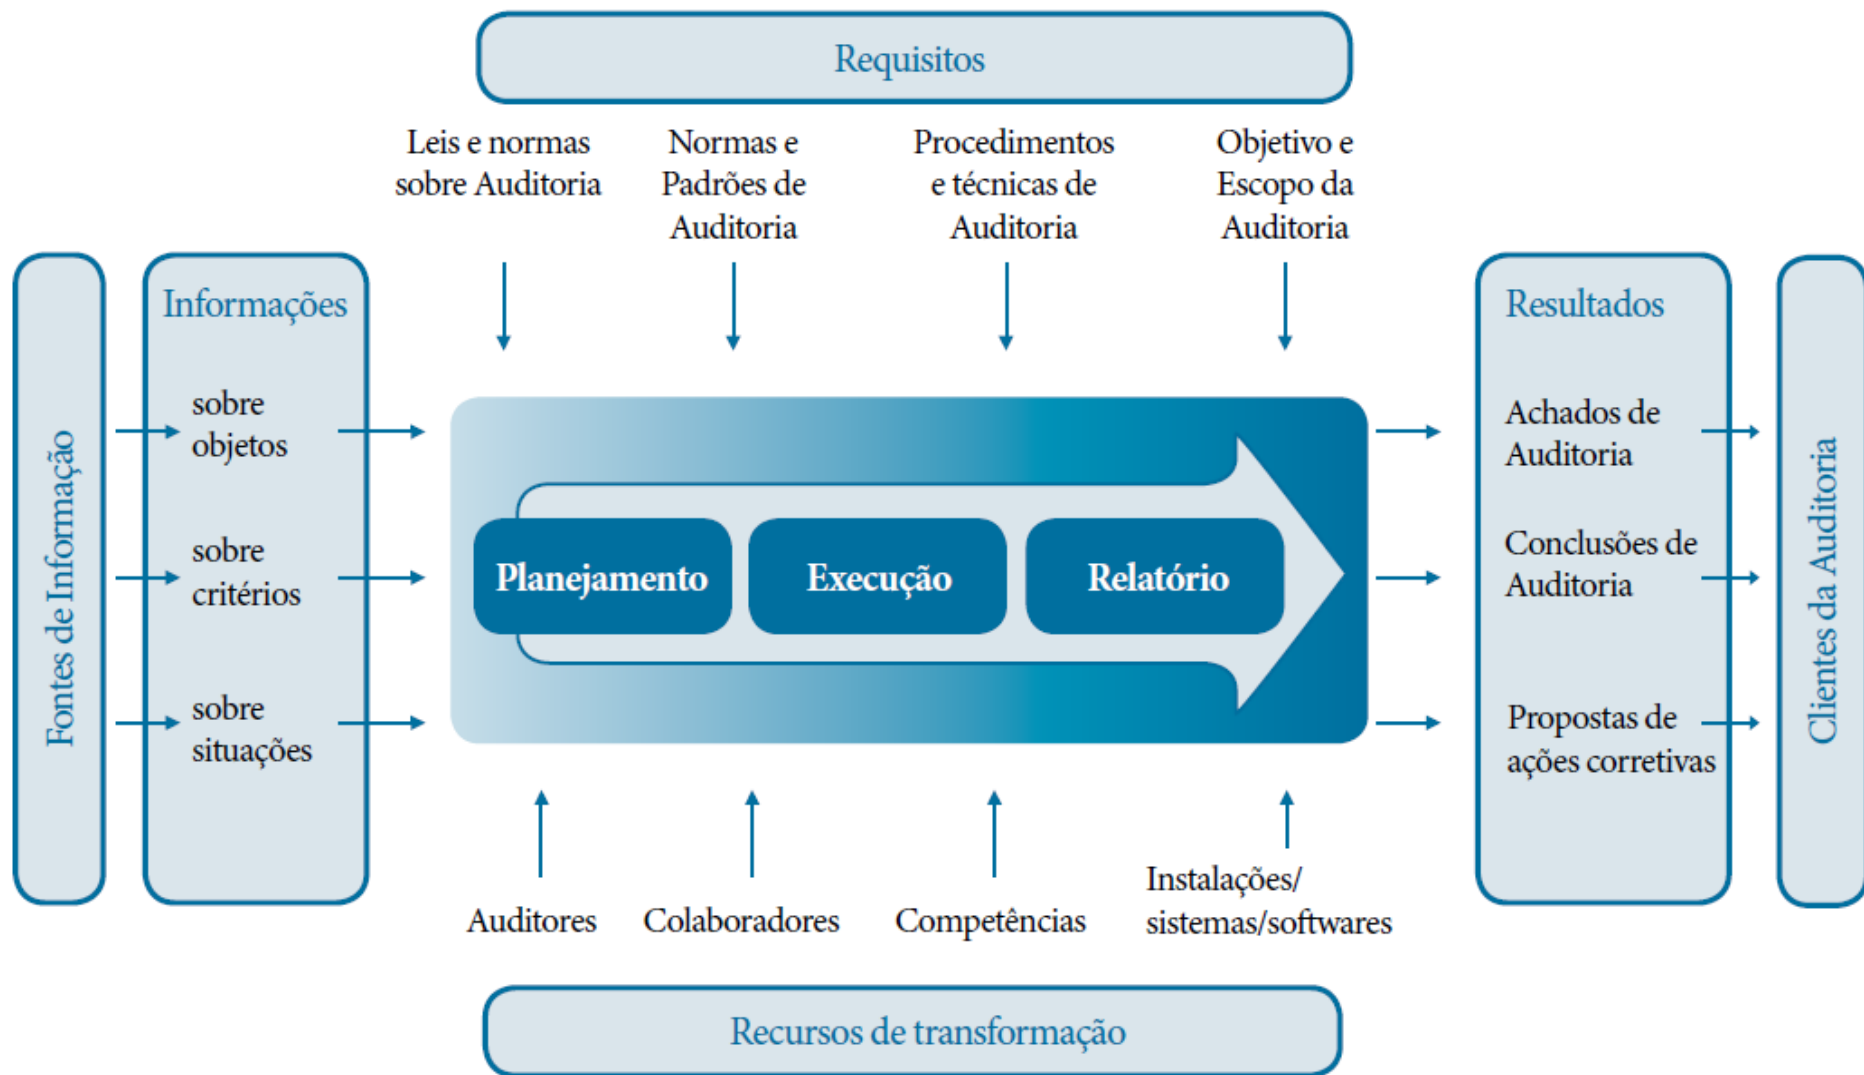 Requisitos
Leis e normas
sobre Auditoria
Normas e
Padrões de
Auditoria
Procedimentos
e técnicas de
Auditoria
Objetivo e
Escopo da
Auditoria
Fontes de Informação
Informações
sobre
objetos
sobre
critérios
sobre
situações
Planejamento
Execução
Relatório
Resultados
Achados de
Auditoria
Conclusões de
Auditoria
Propostas de
ações corretivas
Clientes da Auditoria
Auditores
Colaboradores
Competências
Instalações/
sistemas/softwares
Recursos de transformação